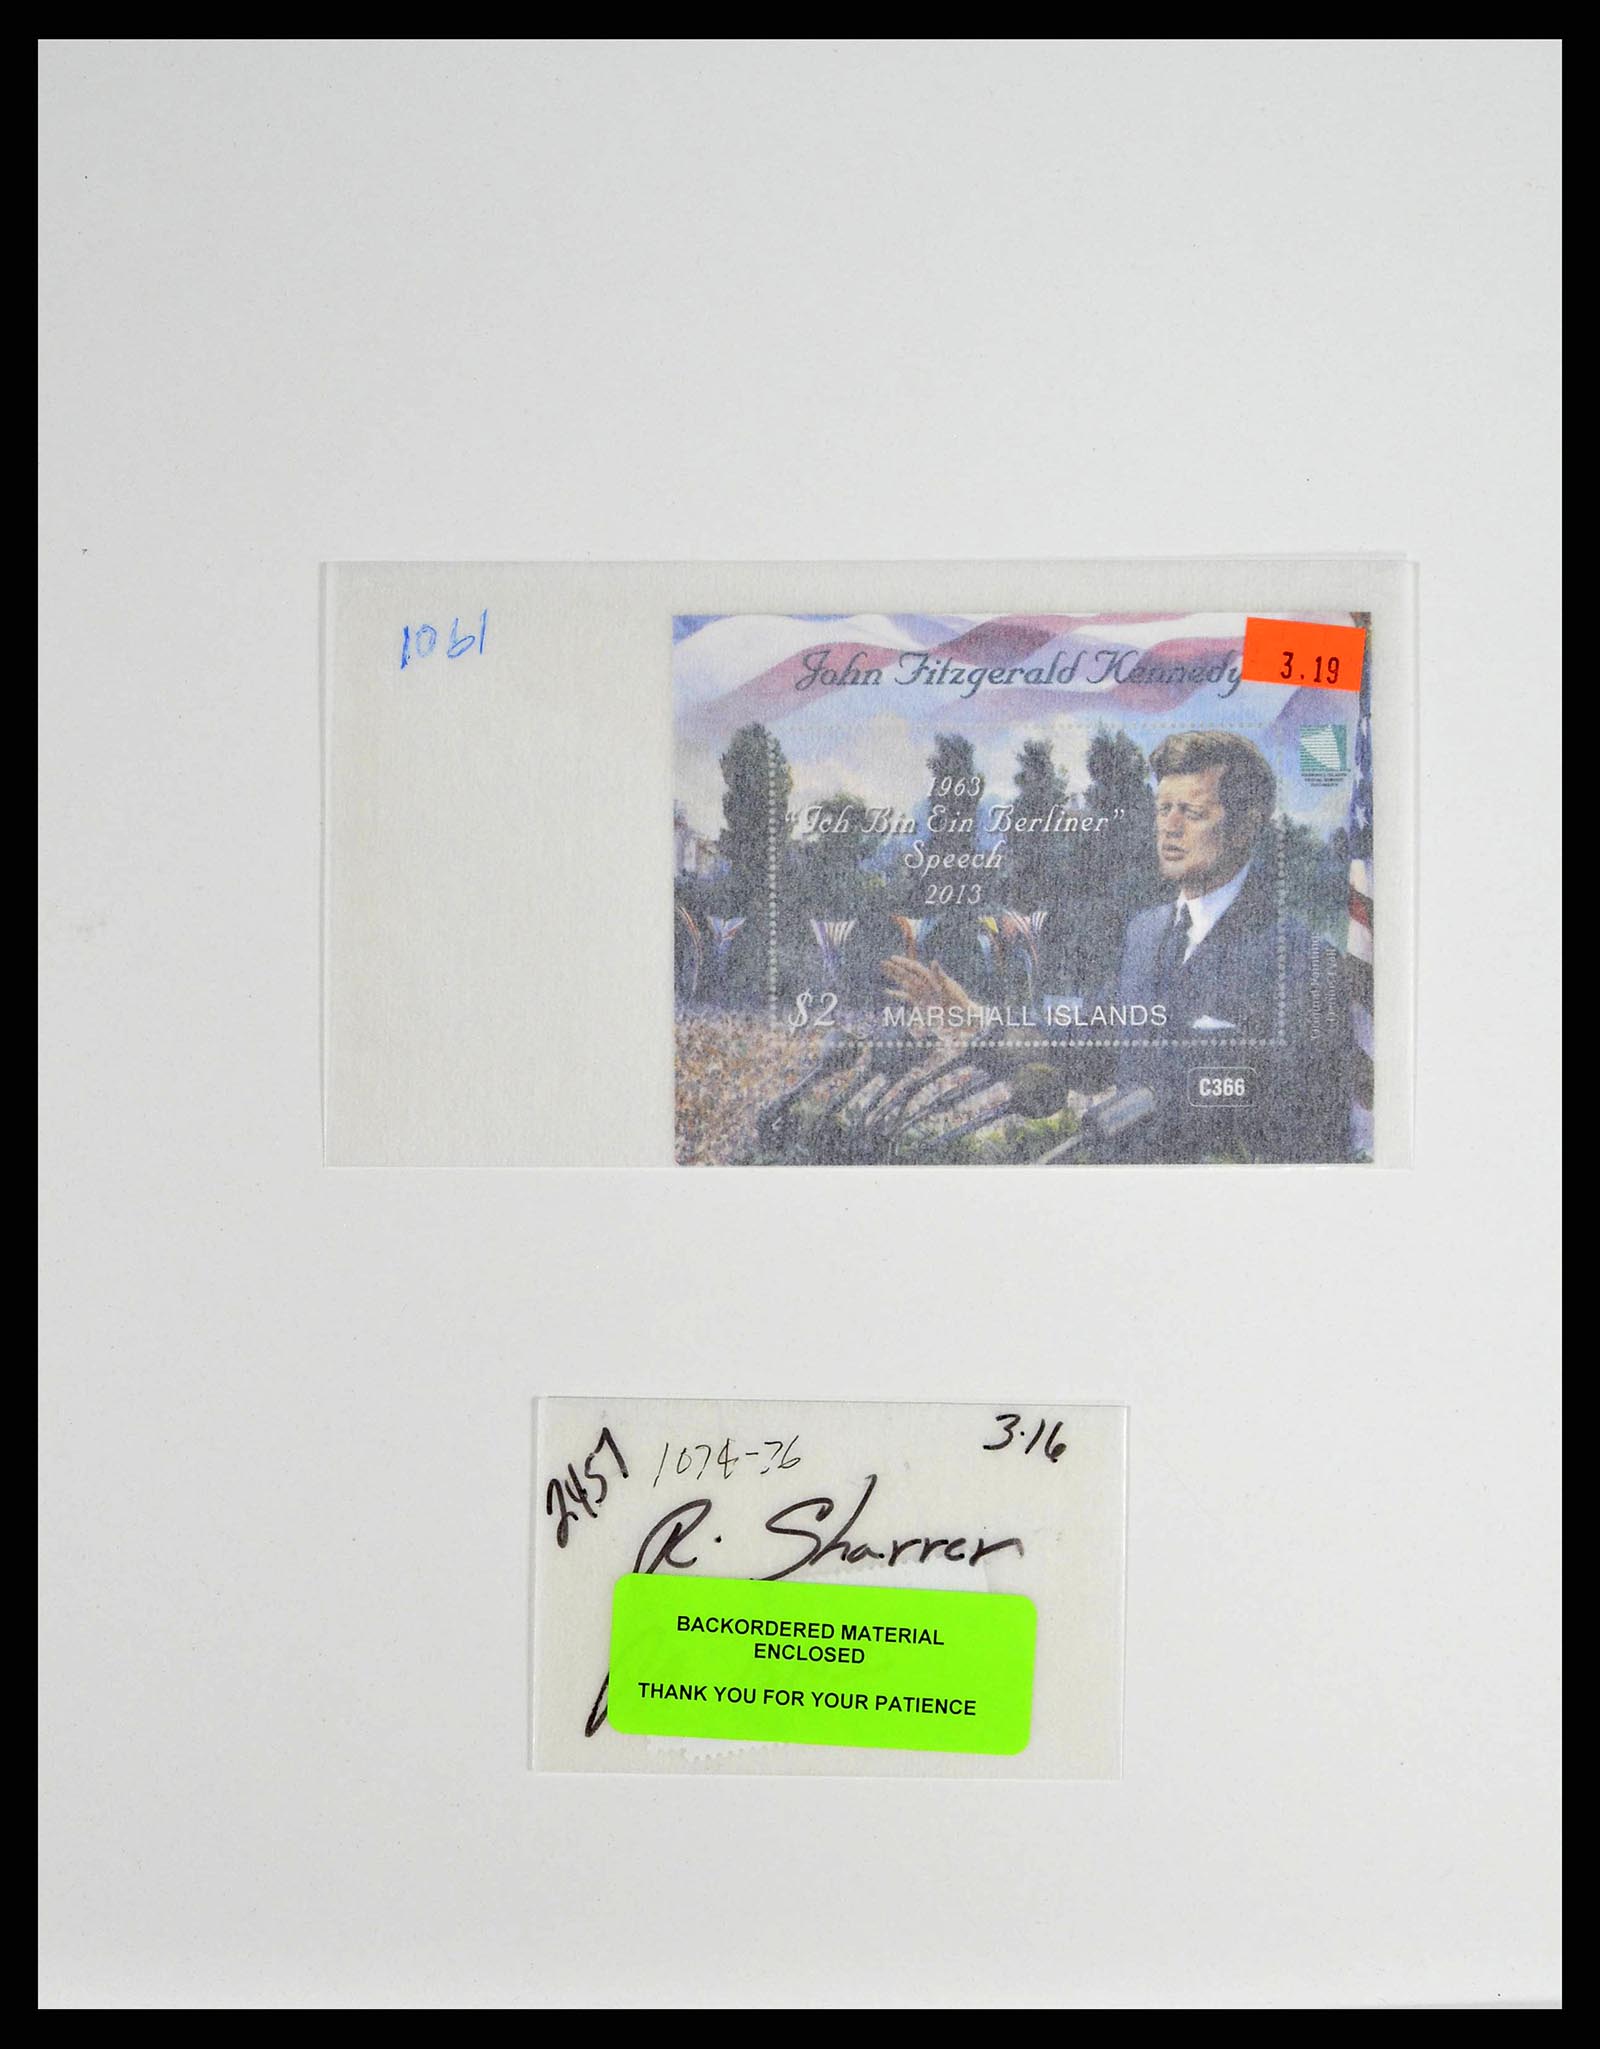 1061
John Fitzgerald Kennedy
3.19
1963
"Ich Bin Ein Berliner"
Speech
2013
$2 MARSHALL ISLANDS
C366
2457
1074-76
3.16
R. Sharrer
BACKORDERED MATERIAL
ENCLOSED
THANK YOU FOR YOUR PATIENCE